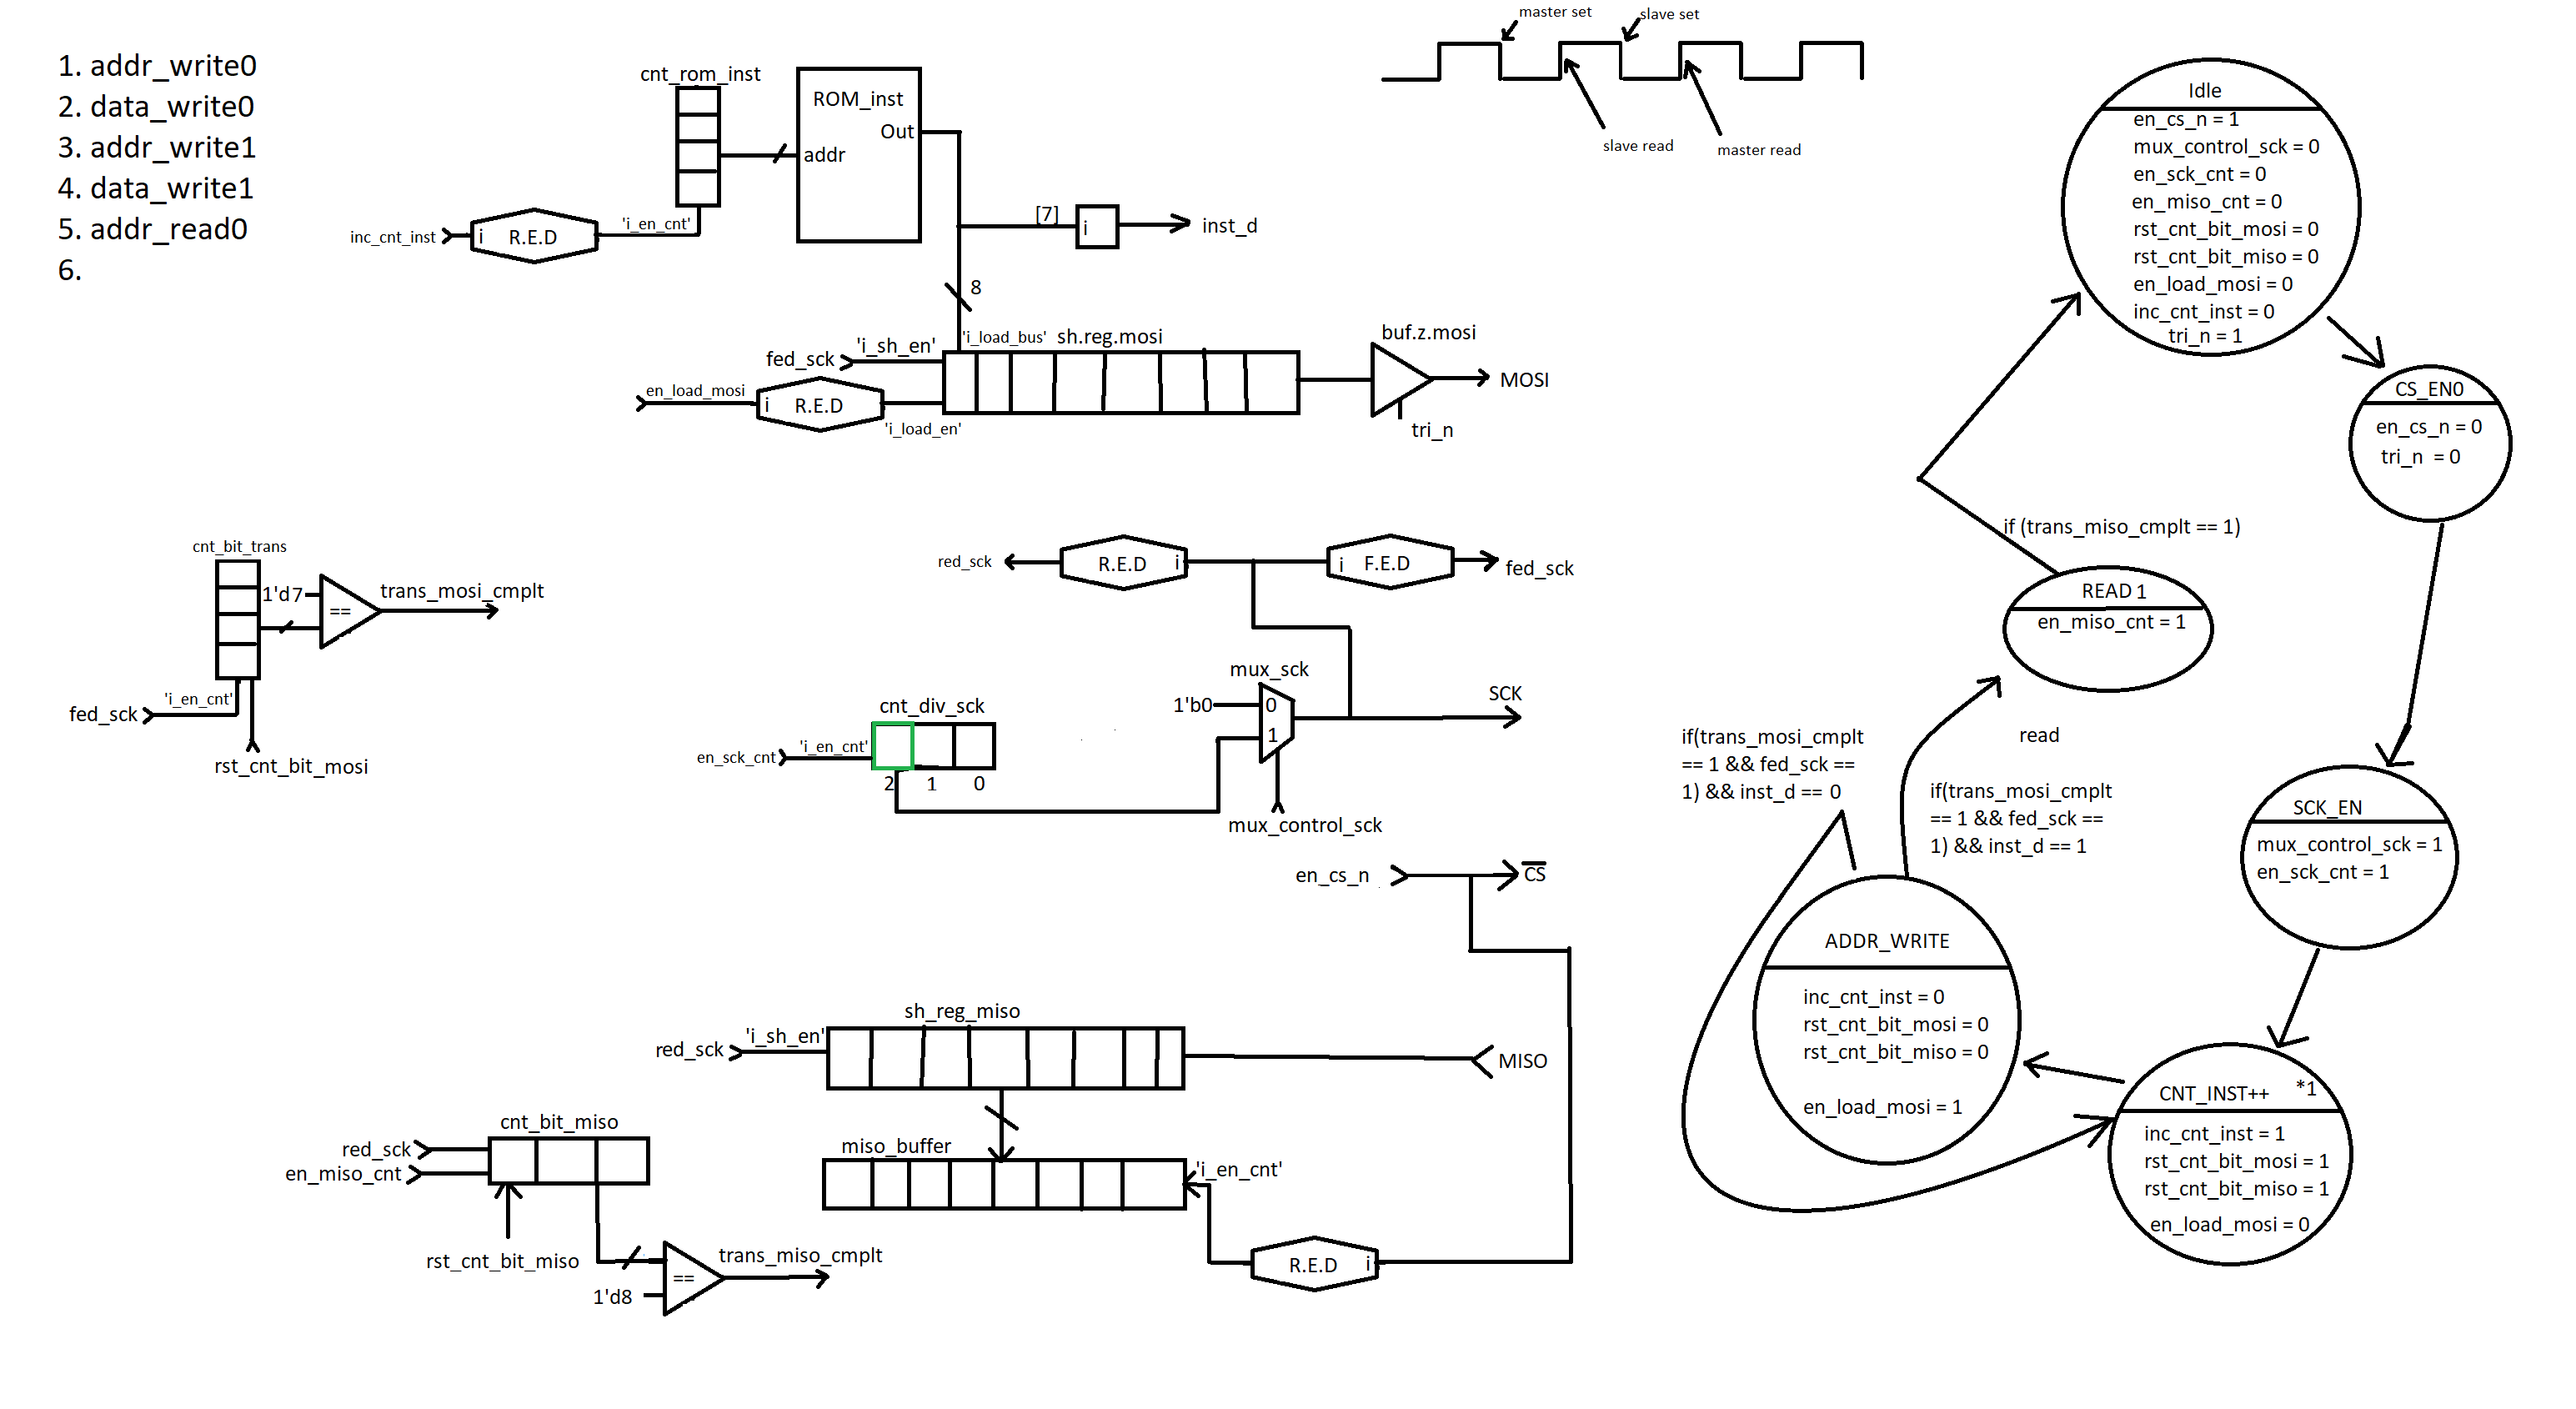 1. addr_write0
2. data_write0
3. addr_write1
4. data_write1
5. addr_read0
6.
cnt_rom_inst
ROM_inst
Out
addr
inc_cnt_inst
i
R.E.D
'i_en_cnt'
[7]
i
inst_d
8
'i_load_bus'
sh.reg.mosi
fed_sck
'i_sh_en'
en_load_mosi
i
R.E.D
'i_load_en'
buf.z.mosi
MOSI
tri_n
master set
slave set
slave read
master read
cnt_bit_trans
1'd7
==
trans_mosi_cmplt
fed_sck
'i_en_cnt'
rst_cnt_bit_mosi
red_sck
R.E.D
i
i
F.E.D
fed_sck
mux_sck
1'b0
0
1
SCK
mux_control_sck
cnt_div_sck
en_sck_cnt
'i_en_cnt'
2
1
0
en_cs_n
CS
sh_reg_miso
red_sck
'i_sh_en'
MISO
miso_buffer
'i_en_cnt'
R.E.D
i
cnt_bit_miso
red_sck
en_miso_cnt
rst_cnt_bit_miso
1'd8
==
trans_miso_cmplt
Idle
en_cs_n = 1
mux_control_sck = 0
en_sck_cnt = 0
en_miso_cnt = 0
rst_cnt_bit_mosi = 0
rst_cnt_bit_miso = 0
en_load_mosi = 0
inc_cnt_inst = 0
tri_n = 1
CS_EN0
en_cs_n = 0
tri_n = 0
SCK_EN
mux_control_sck = 1
en_sck_cnt = 1
CNT_INST++
*1
inc_cnt_inst = 1
rst_cnt_bit_mosi = 1
rst_cnt_bit_miso = 1
en_load_mosi = 0
ADDR_WRITE
inc_cnt_inst = 0
rst_cnt_bit_mosi = 0
rst_cnt_bit_miso = 0
en_load_mosi = 1
if(trans_mosi_cmplt
== 1 && fed_sck ==
1) && inst_d == 0
read
if(trans_mosi_cmplt
== 1 && fed_sck ==
1) && inst_d == 1
READ 1
en_miso_cnt = 1
if (trans_miso_cmplt == 1)